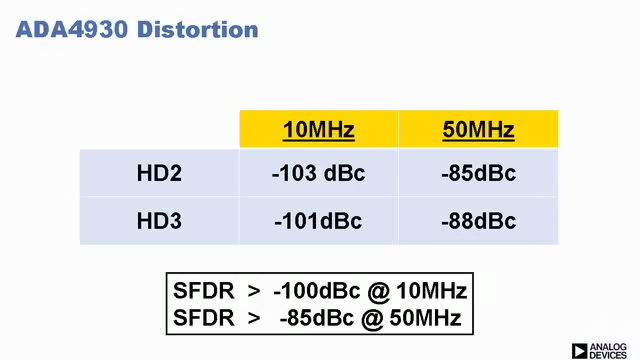 ADA4930 Distortion
10MHz 50MHz
HD2 -103 dBc -85dBc
HD3 -101dBc -88dBc
SFDR > -100dBc @ 10MHz
SFDR > -85dBc @ 50MHz
ANALOG
DEVICES